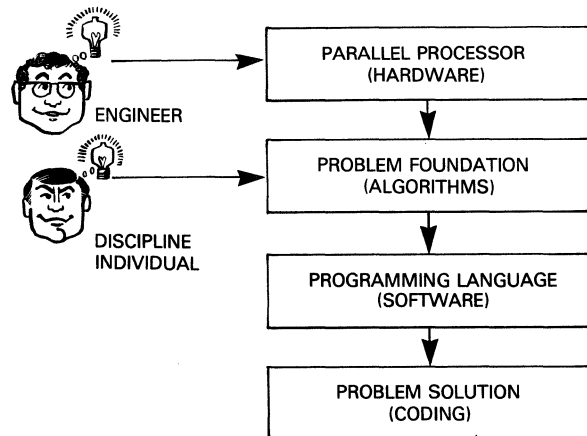 PARALLEL PROCESSOR
(HARDWARE)
ENGINEER
PROBLEM FOUNDATION
(ALGORITHMS)
DISCIPLINE
INDIVIDUAL
PROGRAMMING LANGUAGE
(SOFTWARE)
PROBLEM SOLUTION
(CODING)